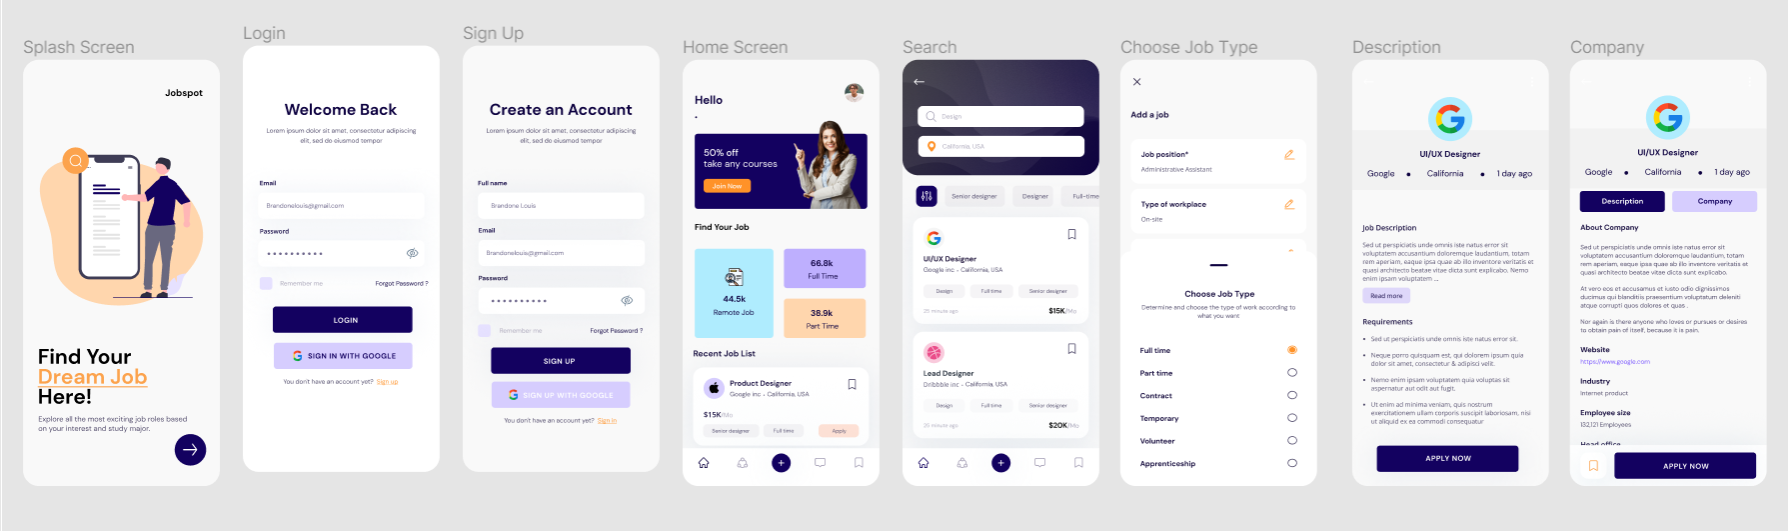 Splash Screen
Jobspot
Find Your
Dream Job
Here!
Explore all the most exciting job roles based
on your interest and study major.
Login
Welcome Back
Lorem ipsum dolor sit amet, consectetur adipiscing
elit, sed do eiusmod tempor
Email
Brandonelouis@gmail.com
Password
Remember me
Forgot Password ?
LOGIN
SIGN IN WITH GOOGLE
You don't have an account yet? Sign up
Sign Up
Create an Account
Lorem ipsum dolor sit amet, consectetur adipiscing
elit, sed do eiusmod tempor
Full name
Brandone Louis
Email
Brandonelouis@gmail.com
Password
Remember me
Forgot Password ?
SIGN UP
SIGN UP WITH GOOGLE
You don't have an account yet? Sign in
Home Screen
Hello
-
50% off
take any courses
Join Now
Find Your Job
44.5k
Remote Job
66.8k
Full Time
38.9k
Part Time
Recent Job List
Product Designer
Google inc - California, USA
$15K/Mo
Senior designer
Full time
Apply
Search
Design
California, USA
Senior designer
Designer
Full-time
UI/UX Designer
Google inc - California, USA
Design
Full time
Senior designer
25 minute ago
$15K/Mo
Lead Designer
Dribbble inc - California, USA
Design
Full time
Senior designer
25 minute ago
$20K/Mo
Choose Job Type
Add a job
Job position*
Administrative Assistant
Type of workplace
On-site
Choose Job Type
Determine and choose the type of work according to
what you want
Full time
Part time
Contract
Temporary
Volunteer
Apprenticeship
Description
UI/UX Designer
Google • California • 1 day ago
Job Description
Sed ut perspiciatis unde omnis iste natus error sit
voluptatem accusantium doloremque laudantium, totam
rem aperiam, eaque ipsa quae ab illo inventore veritatis et
quasi architecto beatae vitae dicta sunt explicabo. Nemo
enim ipsam voluptatem ...
Read more
Requirements
• Sed ut perspiciatis unde omnis iste natus error sit.
• Neque porro quisquam est, qui dolorem ipsum quia
dolor sit amet, consectetur & adipisci velit.
• Nemo enim ipsam voluptatem quia voluptas sit
aspernatur aut odit aut fugit.
• Ut enim ad minima veniam, quis nostrum
exercitationem ullam corporis suscipit laboriosam, nisi
ut aliquid ex ea commodi consequatur
APPLY NOW
Company
UI/UX Designer
Google • California • 1 day ago
Description
Company
About Company
Sed ut perspiciatis unde omnis iste natus error sit
voluptatem accusantium doloremque laudantium, totam
rem aperiam, eaque ipsa quae ab illo inventore veritatis et
quasi architecto beatae vitae dicta sunt explicabo.
At vero eos et accusamus et iusto odio dignissimos
ducimus qui blanditiis praesentium voluptatum deleniti
atque corrupti quos dolores et quas .
Nor again is there anyone who loves or pursues or desires
to obtain pain of itself, because it is pain.
Website
https://www.google.com
Industry
Internet product
Employee size
132,121 Employees
Head office
APPLY NOW